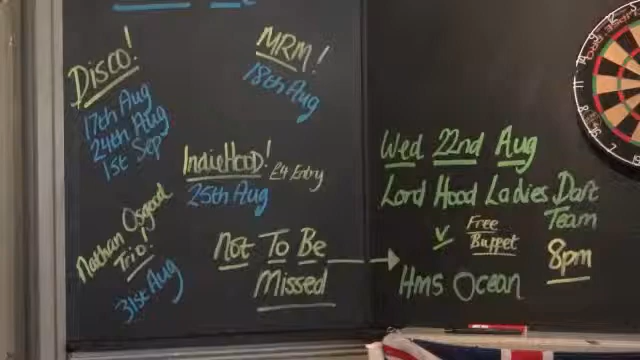 Disco!
17th Aug
24th Aug
1st Sep
MRM!
18th Aug
IndieHOOD! £4 Entry
25th Aug
Nathan Osgood
Trio!
31st Aug
Not To Be
Missed
Wed 22nd Aug
Lord Hood Ladies Dart
Team
v
Free
Buffet
8pm
Hms Ocean